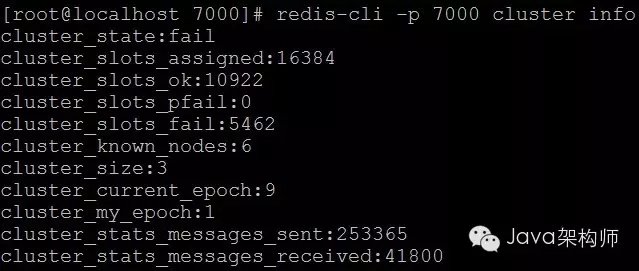 [root@localhost 7000]# redis-cli -p 7000 cluster info
cluster_state:fail
cluster_slots_assigned:16384
cluster_slots_ok:10922
cluster_slots_pfail:0
cluster_slots_fail:5462
cluster_known_nodes:6
cluster_size:3
cluster_current_epoch:9
cluster_my_epoch:1
cluster_stats_messages_sent:253365
cluster_stats_messages_received:41800
Java架构师